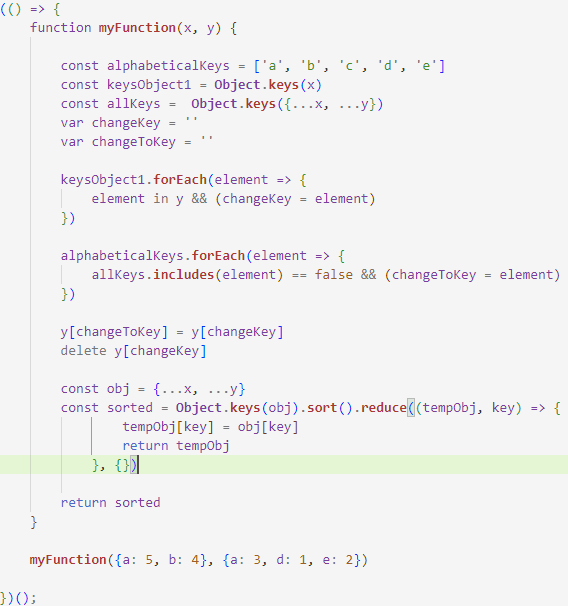 (() => {
    function myFunction(x, y) {

        const alphabeticalKeys = ['a', 'b', 'c', 'd', 'e']
        const keysObject1 = Object.keys(x)
        const allKeys =  Object.keys({...x, ...y})
        var changeKey = ''
        var changeToKey = ''

        keysObject1.forEach(element => {
            element in y && (changeKey = element)
        })

        alphabeticalKeys.forEach(element => {
            allKeys.includes(element) == false && (changeToKey = element)
        })

        y[changeToKey] = y[changeKey]
        delete y[changeKey]

        const obj = {...x, ...y}
        const sorted = Object.keys(obj).sort().reduce((tempObj, key) => {
                tempObj[key] = obj[key]
                return tempObj
            }, {})

        return sorted
    }

    myFunction({a: 5, b: 4}, {a: 3, d: 1, e: 2})

})();